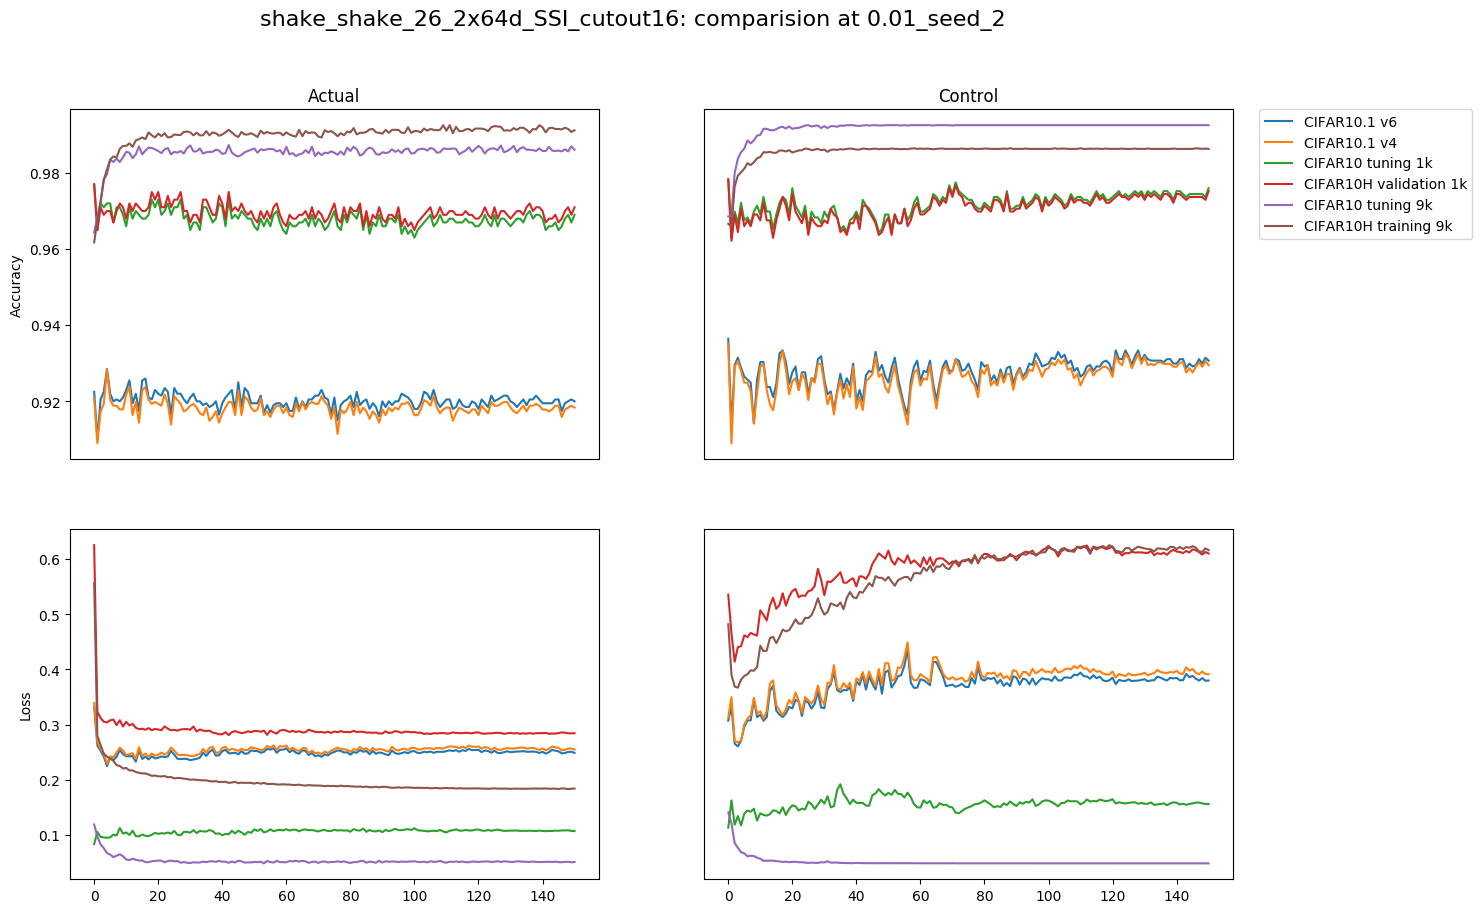 shake_shake_26_2x64d_SSI_cutout16: comparision at 0.01_seed_2
Actual
Control
CIFAR10.1 v6
CIFAR10.1 v4
CIFAR10 tuning 1k
CIFAR10H validation 1k
CIFAR10 tuning 9k
CIFAR10H training 9k
Accuracy
0.98
0.96
0.94
0.92
Loss
0.6
0.5
0.4
0.3
0.2
0.1
0 20 40 60 80 100 120 140
0 20 40 60 80 100 120 140